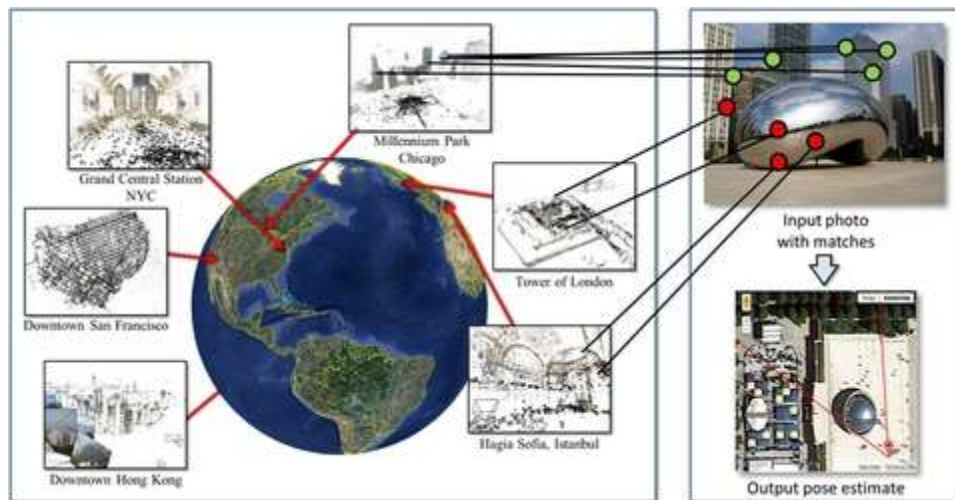 Millennium Park
Chicago
Grand Central Station
NYC
Downtown San Francisco
Downtown Hong Kong
Tower of London
Hagia Sofia, Istanbul
Input photo
with matches
Output pose estimate